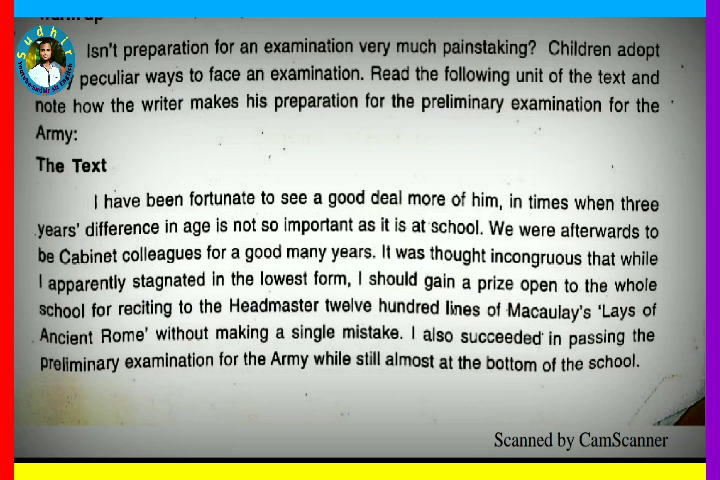 Warm up
Sudhir
Isn't preparation for an examination very much painstaking? Children adopt
peculiar ways to face an examination. Read the following unit of the text and
note how the writer makes his preparation for the preliminary examination for the
Army:
The Text
I have been fortunate to see a good deal more of him, in times when three
years' difference in age is not so important as it is at school. We were afterwards to
be Cabinet colleagues for a good many years. It was thought incongruous that while
I apparently stagnated in the lowest form, I should gain a prize open to the whole
school for reciting to the Headmaster twelve hundred lines of Macaulay's 'Lays of
Ancient Rome' without making a single mistake. I also succeeded in passing the
preliminary examination for the Army while still almost at the bottom of the school.
Scanned by CamScanner